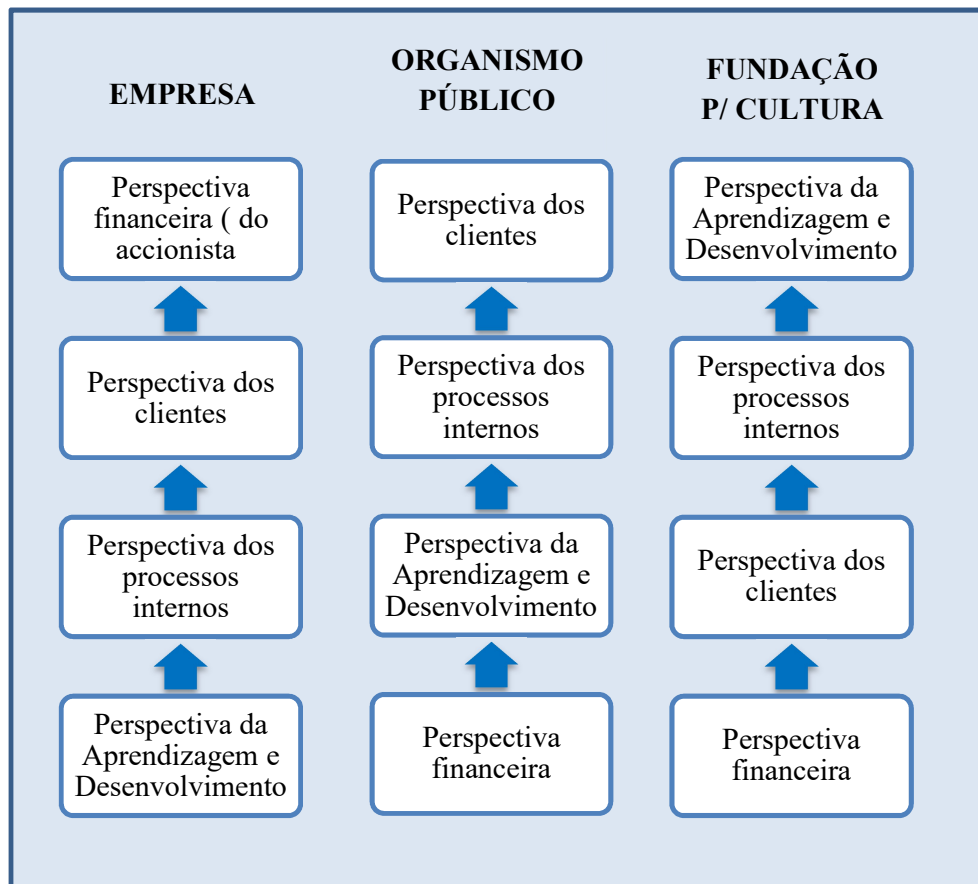 EMPRESA
Perspectiva
financeira ( do
accionista
Perspectiva dos
clientes
Perspectiva dos
processos
internos
Perspectiva da
Aprendizagem e
Desenvolvimento
ORGANISMO
PÚBLICO
Perspectiva dos
clientes
Perspectiva dos
processos
internos
Perspectiva da
Aprendizagem e
Desenvolvimento
Perspectiva
financeira
FUNDAÇÃO
P/ CULTURA
Perspectiva da
Aprendizagem e
Desenvolvimento
Perspectiva dos
processos
internos
Perspectiva dos
clientes
Perspectiva
financeira